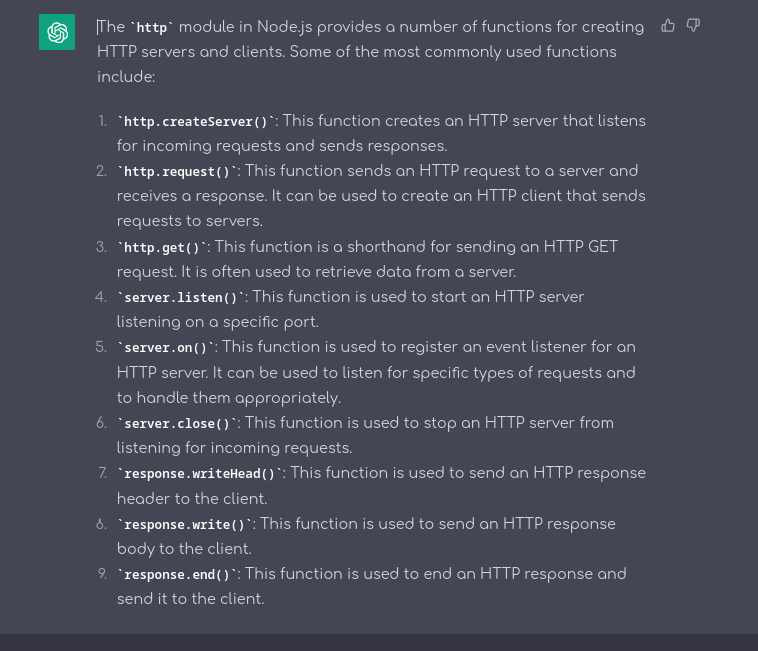 The `http` module in Node.js provides a number of functions for creating
HTTP servers and clients. Some of the most commonly used functions
include:
1. `http.createServer()`: This function creates an HTTP server that listens
for incoming requests and sends responses.
2. `http.request()`: This function sends an HTTP request to a server and
receives a response. It can be used to create an HTTP client that sends
requests to servers.
3. `http.get()`: This function is a shorthand for sending an HTTP GET
request. It is often used to retrieve data from a server.
4. `server.listen()`: This function is used to start an HTTP server
listening on a specific port.
5. `server.on()`: This function is used to register an event listener for an
HTTP server. It can be used to listen for specific types of requests and
to handle them appropriately.
6. `server.close()`: This function is used to stop an HTTP server from
listening for incoming requests.
7. `response.writeHead()`: This function is used to send an HTTP response
header to the client.
8. `response.write()`: This function is used to send an HTTP response
body to the client.
9. `response.end()`: This function is used to end an HTTP response and
send it to the client.